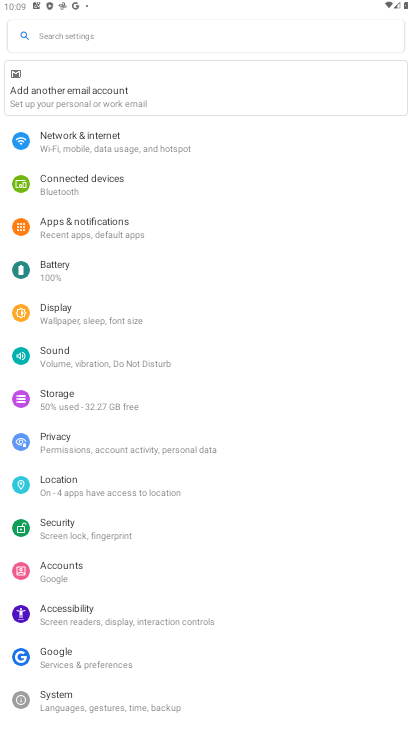 10:09
Search settings
Add another email account
Set up your personal or work email
Network & internet
Wi-Fi, mobile, data usage, and hotspot
Connected devices
Bluetooth
Apps & notifications
Recent apps, default apps
Battery
100%
Display
Wallpaper, sleep, font size
Sound
Volume, vibration, Do Not Disturb
Storage
50% used - 32.27 GB free
Privacy
Permissions, account activity, personal data
Location
On - 4 apps have access to location
Security
Screen lock, fingerprint
Accounts
Google
Accessibility
Screen readers, display, interaction controls
Google
Services & preferences
System
Languages, gestures, time, backup